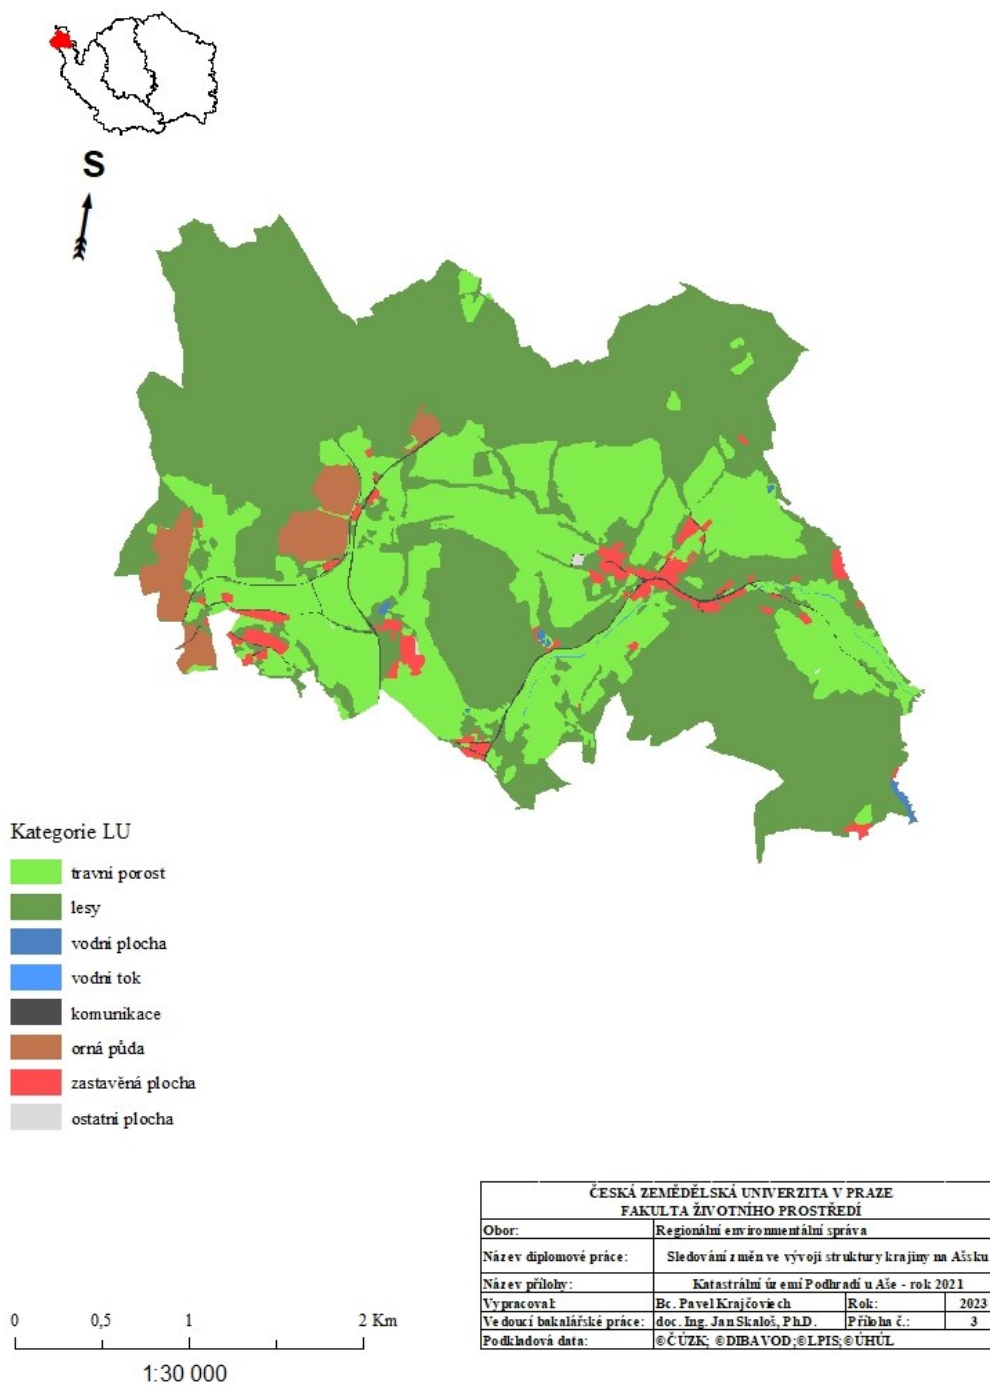 S
Kategorie LU
travní porost
lesy
vodní plocha
vodní tok
komunikace
orná půda
zastavěná plocha
ostatní plocha
ČESKÁ ZEMĚDĚLSKÁ UNIVERZITA V PRAZE
FAKULTA ŽIVOTNÍHO PROSTŘEDÍ
Obor: Regionální environmentální správa
Název diplomové práce: Sledování změn ve vývoji struktury krajiny na Ašsku
Název přílohy: Katastrální území Podhradí u Aše - rok 2021
Vypracoval: Bc. Pavel Krajčoviech Rok: 2023
Vedoucí bakalářské práce: doc. Ing. Jan Skaloš, Ph.D. Příloha č.: 3
Podkladová data: ©ČÚZK; ©DIBAVOD;©LPIS;©ÚHÚL
0 0,5 1 2 Km
1:30 000